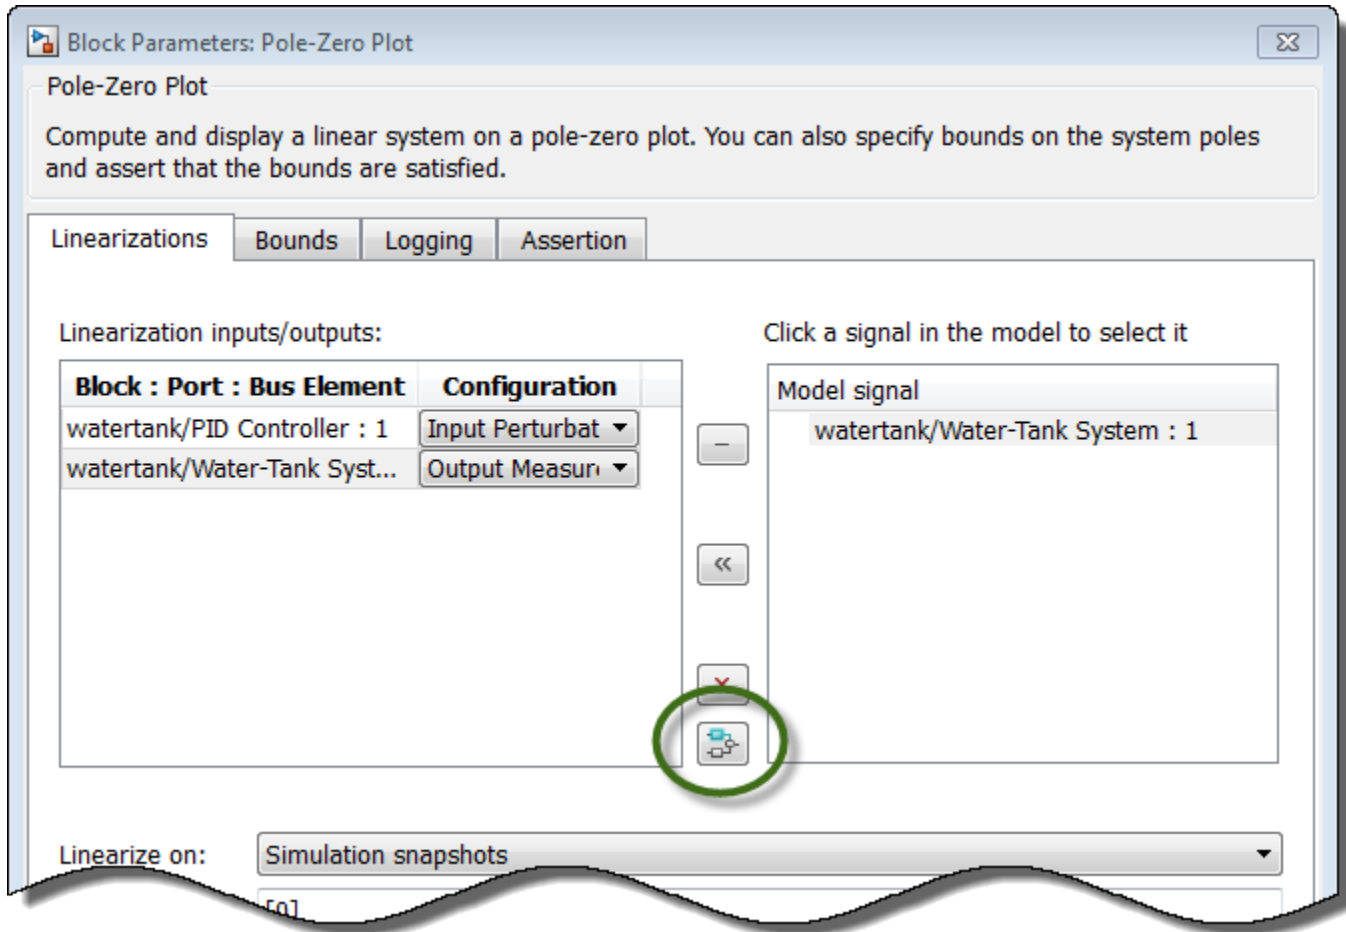 Block Parameters: Pole-Zero Plot
Pole-Zero Plot
Compute and display a linear system on a pole-zero plot. You can also specify bounds on the system poles
and assert that the bounds are satisfied.
Linearizations Bounds Logging Assertion
Linearization inputs/outputs:
Click a signal in the model to select it
Block : Port : Bus Element Configuration
watertank/PID Controller : 1 Input Perturbat
watertank/Water-Tank Syst... Output Measur
Model signal
watertank/Water-Tank System : 1
Linearize on: Simulation snapshots
[0]